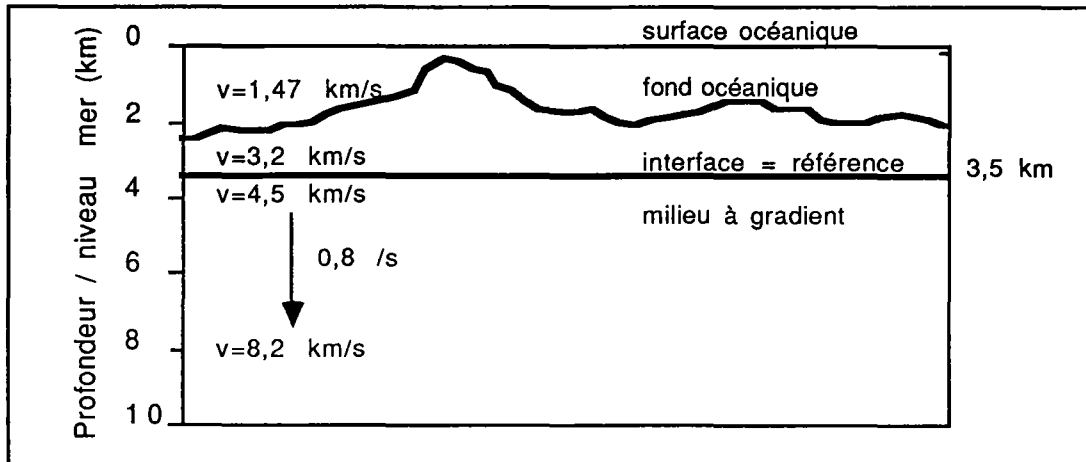 Profondeur / niveau mer (km)
0
2
4
6
8
10
surface océanique
v=1,47 km/s
fond océanique
v=3,2 km/s
interface = référence
3,5 km
v=4,5 km/s
milieu à gradient
0,8 /s
v=8,2 km/s